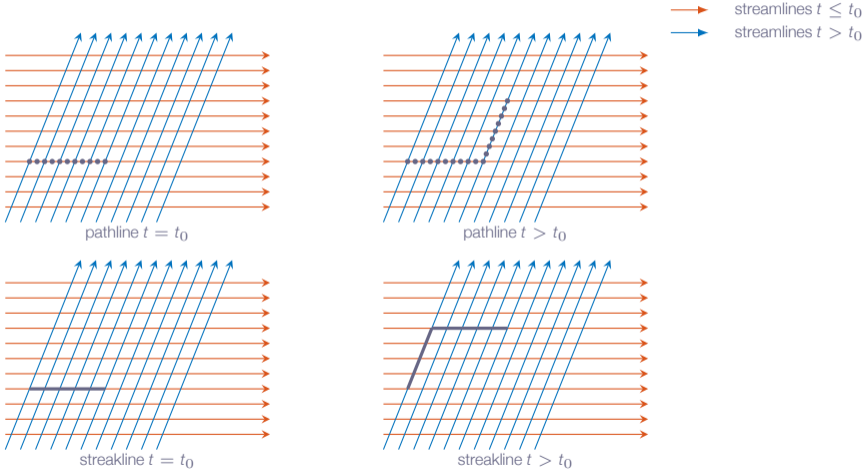 streamlines t ≤ t₀
streamlines t > t₀
pathline t = t₀
pathline t > t₀
streakline t = t₀
streakline t > t₀